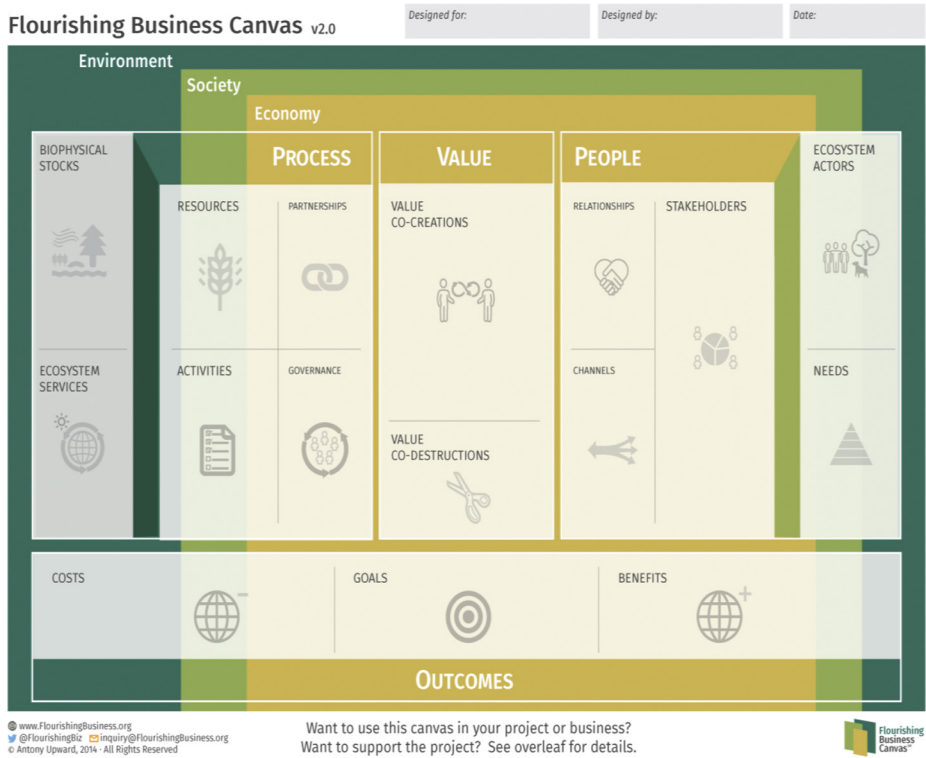 Flourishing Business Canvas v2.0
Designed for:
Designed by:
Date:
Environment
Society
Economy
PROCESS
VALUE
PEOPLE
BIOPHYSICAL
STOCKS
RESOURCES
PARTNERSHIPS
VALUE
CO-CREATIONS
RELATIONSHIPS
STAKEHOLDERS
ECOSYSTEM
ACTORS
ECOSYSTEM
SERVICES
ACTIVITIES
GOVERNANCE
VALUE
CO-DESTRUCTIONS
CHANNELS
NEEDS
COSTS
GOALS
BENEFITS
OUTCOMES
www.FlourishingBusiness.org
@FlourishingBiz inquiry@FlourishingBusiness.org
© Antony Upward, 2014 - All Rights Reserved
Want to use this canvas in your project or business?
Want to support the project? See overleaf for details.
Flourishing
Business
Canvas™